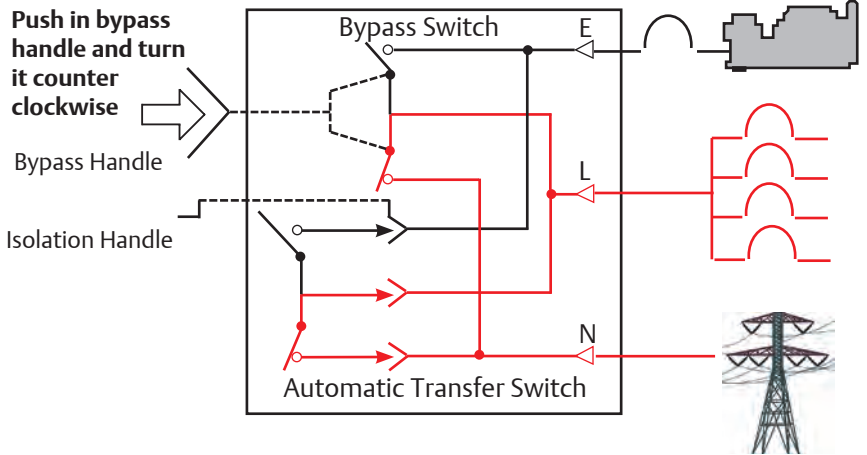 Push in bypass
handle and turn
it counter
clockwise
Bypass Handle
Isolation Handle
Bypass Switch
E
L
N
Automatic Transfer Switch